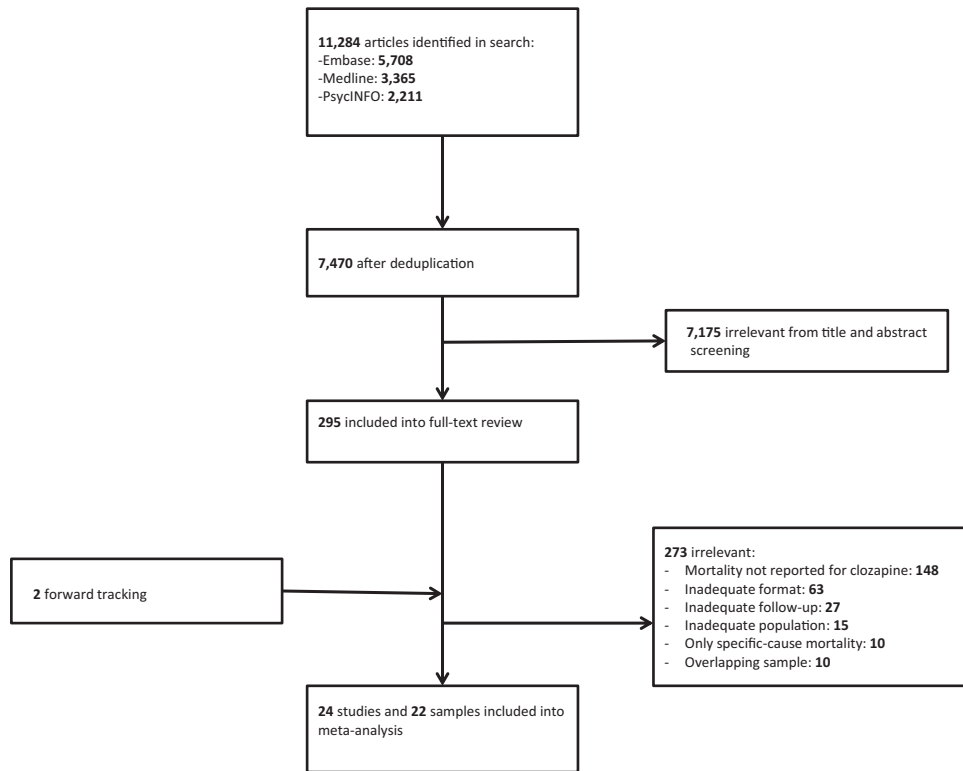 11,284 articles identified in search:
-Embase: 5,708
-Medline: 3,365
-PsycINFO: 2,211
7,470 after deduplication
7,175 irrelevant from title and abstract
screening
295 included into full-text review
2 forward tracking
273 irrelevant:
- Mortality not reported for clozapine: 148
- Inadequate format: 63
- Inadequate follow-up: 27
- Inadequate population: 15
- Only specific-cause mortality: 10
- Overlapping sample: 10
24 studies and 22 samples included into
meta-analysis